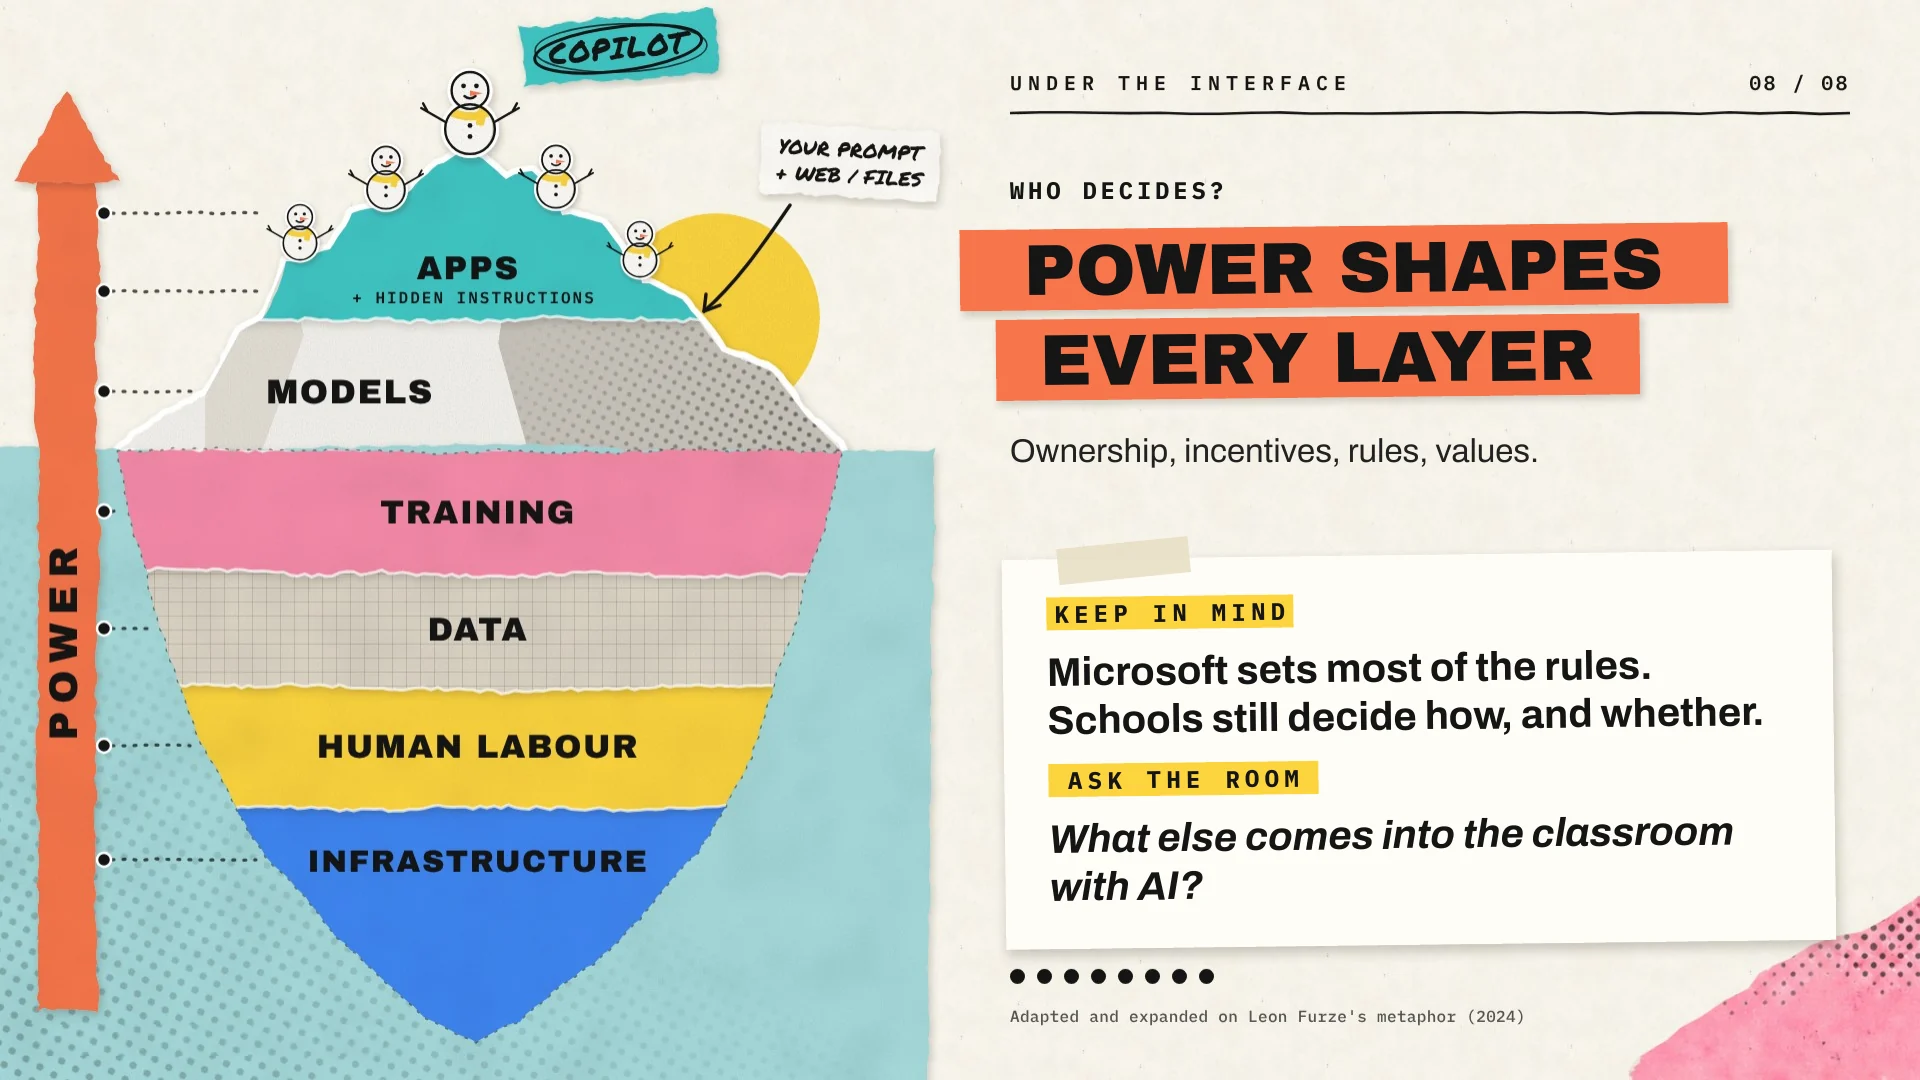 COPILOT
YOUR PROMPT
+ WEB / FILES
APPS
+ HIDDEN INSTRUCTIONS
MODELS
TRAINING
DATA
HUMAN LABOUR
INFRASTRUCTURE
POWER
UNDER THE INTERFACE
08 / 08
WHO DECIDES?
POWER SHAPES
EVERY LAYER
Ownership, incentives, rules, values.
KEEP IN MIND
Microsoft sets most of the rules.
Schools still decide how, and whether.
ASK THE ROOM
What else comes into the classroom
with AI?
Adapted and expanded on Leon Furze's metaphor (2024)